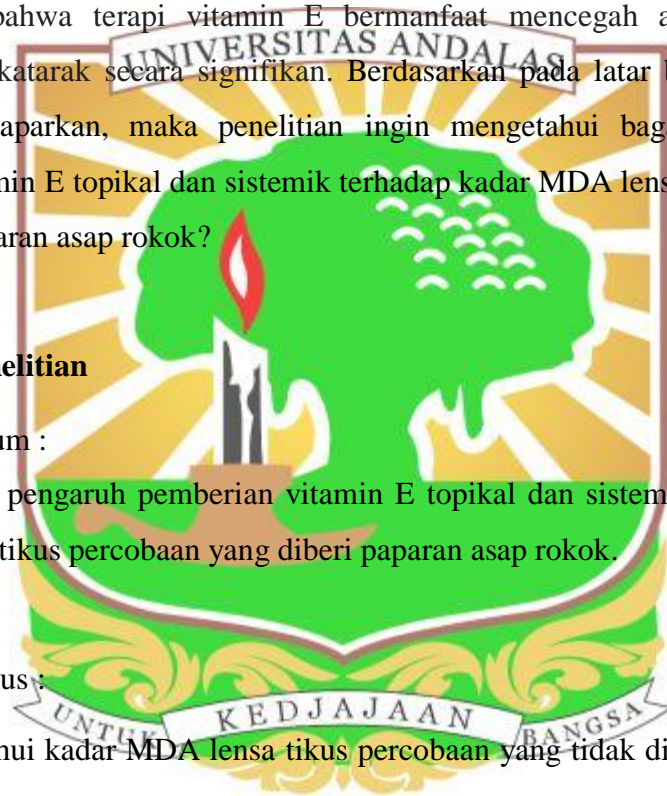 bahwa terapi vitamin E bermanfaat mencegah a
UNIVERSITAS ANDALAS
katarak secara signifikan. Berdasarkan pada latar b
aparkan, maka penelitian ingin mengetahui bag
min E topikal dan sistemik terhadap kadar MDA lens
aran asap rokok?
nelitian
um :
pengaruh pemberian vitamin E topikal dan sistem
tikus percobaan yang diberi paparan asap rokok.
us :
UNTUK KEDJAJAAN BANGSA
hui kadar MDA lensa tikus percobaan yang tidak di